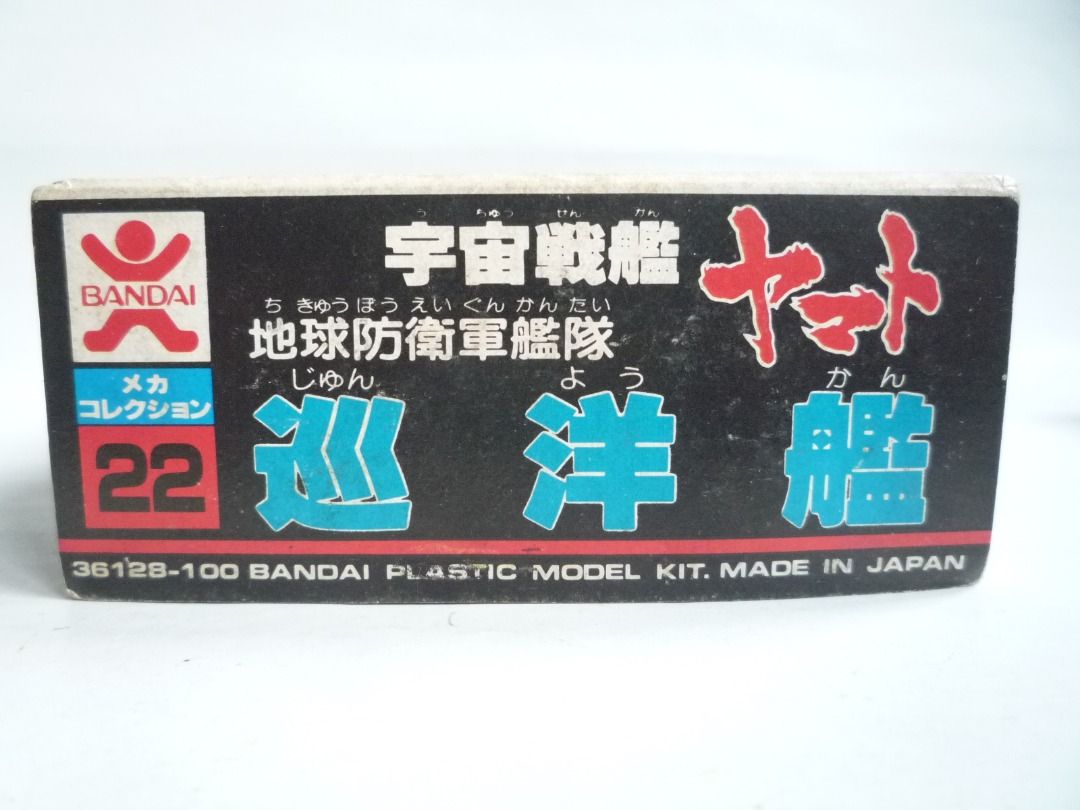 BANDAI
メカ
コレクション
22
う ちゅう せん かん
宇宙戦艦 ヤマト
ち きゅう ぼう えい ぐん かん たい
地球防衛軍艦隊
じゅん よう かん
巡洋艦
36128-100 BANDAI PLASTIC MODEL KIT. MADE IN JAPAN